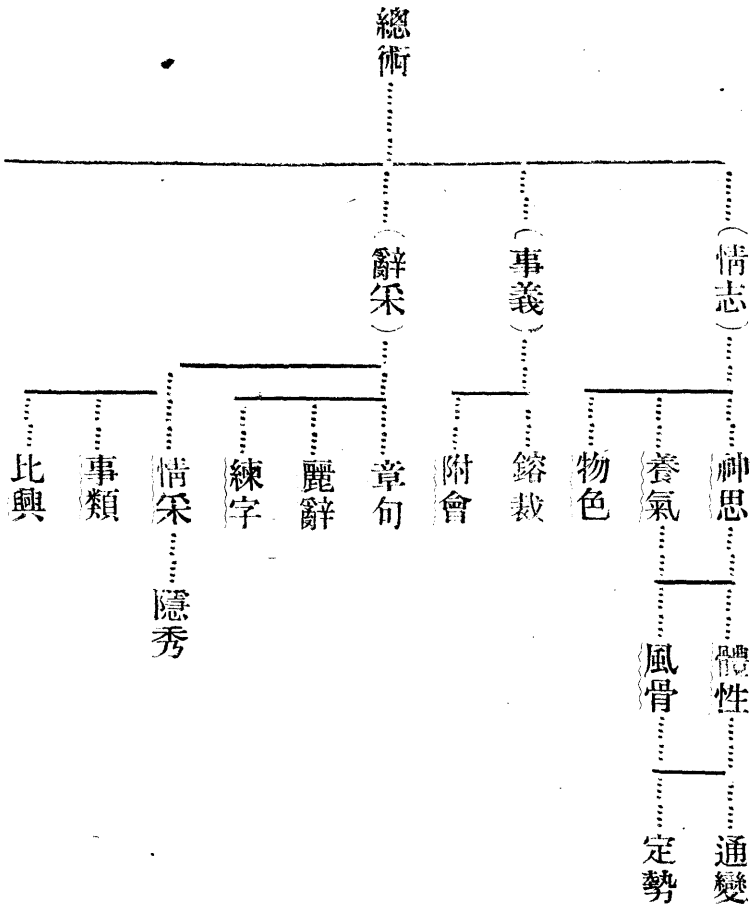 總術
(情志)
(事義)
(辭采)
神思
養氣
物色
鎔裁
附會
章句
麗辭
練字
情采
事類
比興
體性
風骨
隱秀
通變
定勢